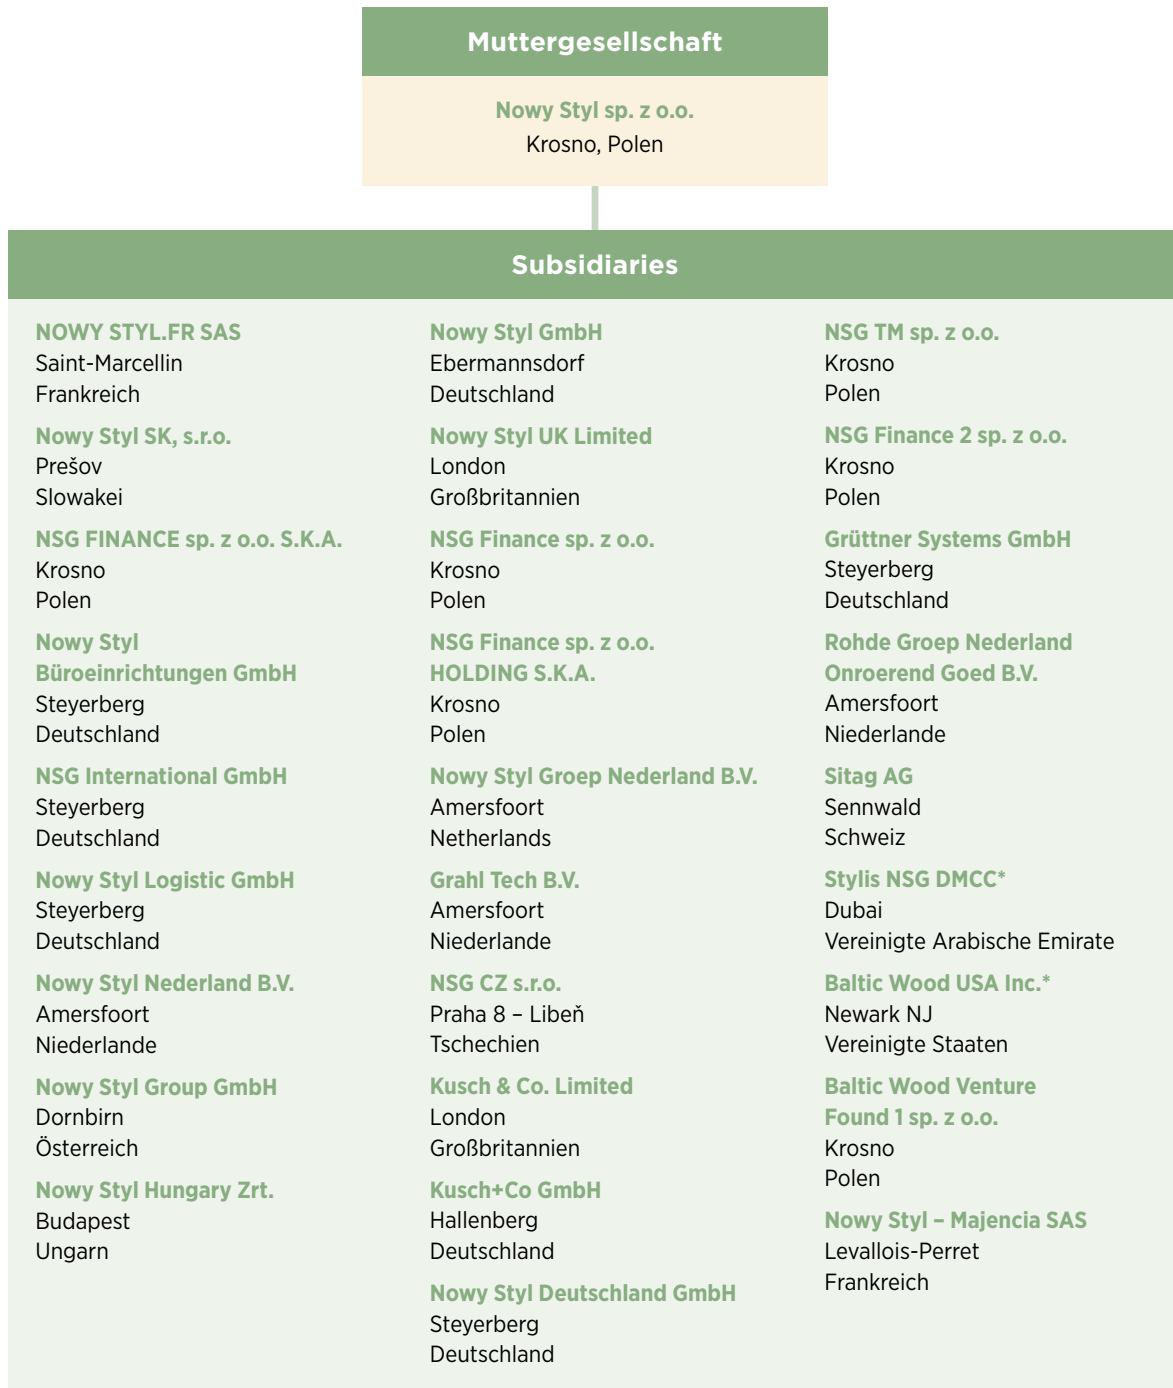 Muttergesellschaft
Nowy Styl sp. z o.o.
Krosno, Polen
Subsidiaries
NOWY STYL.FR SAS
Saint-Marcellin
Frankreich
Nowy Styl SK, s.r.o.
Prešov
Slowakei
NSG FINANCE sp. z o.o. S.K.A.
Krosno
Polen
Nowy Styl
Büroeinrichtungen GmbH
Steyerberg
Deutschland
NSG International GmbH
Steyerberg
Deutschland
Nowy Styl Logistic GmbH
Steyerberg
Deutschland
Nowy Styl Nederland B.V.
Amersfoort
Niederlande
Nowy Styl Group GmbH
Dornbirn
Österreich
Nowy Styl Hungary Zrt.
Budapest
Ungarn
Nowy Styl GmbH
Ebermannsdorf
Deutschland
Nowy Styl UK Limited
London
Großbritannien
NSG Finance sp. z o.o.
Krosno
Polen
NSG Finance sp. z o.o.
HOLDING S.K.A.
Krosno
Polen
Nowy Styl Groep Nederland B.V.
Amersfoort
Netherlands
Grahl Tech B.V.
Amersfoort
Niederlande
NSG CZ s.r.o.
Praha 8 – Libeň
Tschechien
Kusch & Co. Limited
London
Großbritannien
Kusch+Co GmbH
Hallenberg
Deutschland
Nowy Styl Deutschland GmbH
Steyerberg
Deutschland
NSG TM sp. z o.o.
Krosno
Polen
NSG Finance 2 sp. z o.o.
Krosno
Polen
Grüttner Systems GmbH
Steyerberg
Deutschland
Rohde Groep Nederland
Onroerend Goed B.V.
Amersfoort
Niederlande
Sitag AG
Sennwald
Schweiz
Stylis NSG DMCC*
Dubai
Vereinigte Arabische Emirate
Baltic Wood USA Inc.*
Newark NJ
Vereinigte Staaten
Baltic Wood Venture
Found 1 sp. z o.o.
Krosno
Polen
Nowy Styl – Majencia SAS
Levallois-Perret
Frankreich